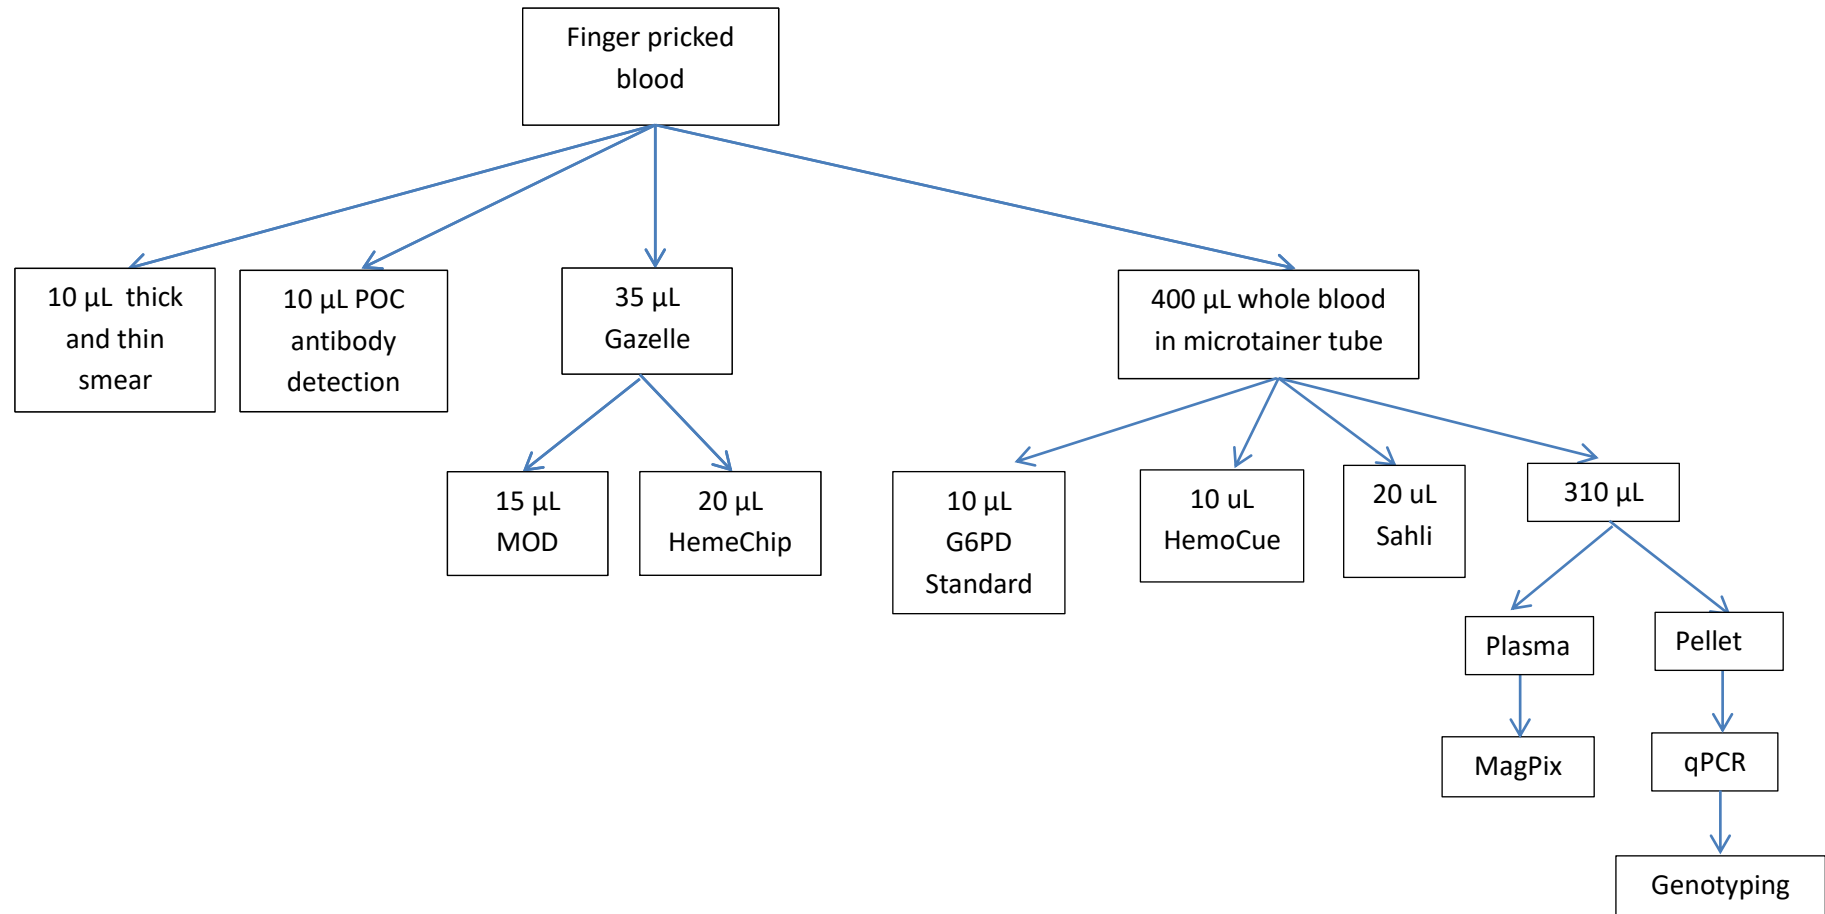 Finger pricked
blood
10 µL  thick
and thin
smear
10 µL POC
antibody
detection
35 µL
Gazelle
400 µL whole blood
in microtainer tube
15 µL
MOD
20 µL
HemeChip
10 µL
G6PD
Standard
10 uL
HemoCue
20 uL
Sahli
310 µL
Plasma
Pellet
MagPix
qPCR
Genotyping